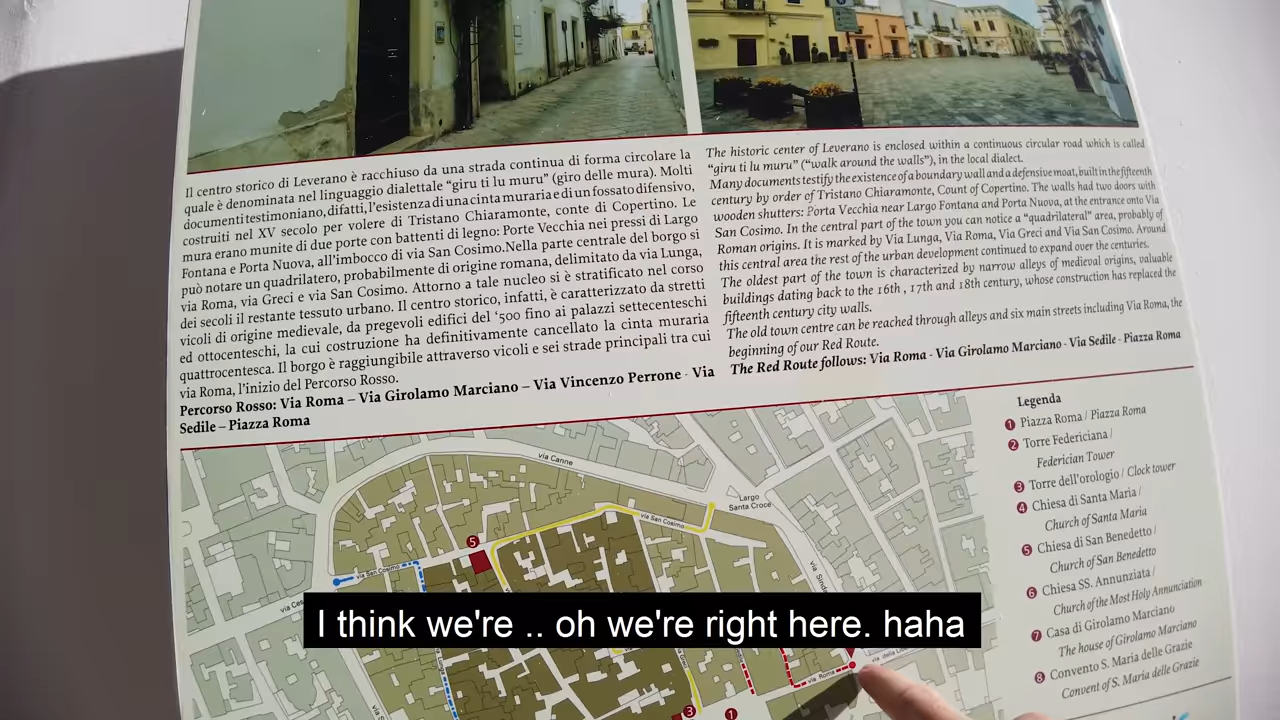 Il centro storico di Leverano è racchiuso da una strada continua di forma circolare la
quale è denominata nel linguaggio dialettale “giru ti lu muru” (giro delle mura). Molti
documenti testimoniano, difatti, l'esistenza di una cinta muraria e di un fossato difensivo,
costruiti nel XV secolo per volere di Tristano Chiaramonte, conte di Copertino. Le
mura erano munite di due porte con battenti di legno: Porte Vecchia nei pressi di Largo
Fontana e Porta Nuova, all'imbocco di via San Cosimo.Nella parte centrale del borgo si
può notare un quadrilatero, probabilmente di origine romana, delimitato da via Lunga,
via Roma, via Greci e via San Cosimo. Attorno a tale nucleo si è stratificato nel corso
dei secoli il restante tessuto urbano. Il centro storico, infatti, è caratterizzato da stretti
vicoli di origine medievale, da pregevoli edifici del ‘500 fino ai palazzi settecenteschi
ed ottocenteschi, la cui costruzione ha definitivamente cancellato la cinta muraria
quattrocentesca. Il borgo è raggiungibile attraverso vicoli e sei strade principali tra cui
via Roma, l'inizio del Percorso Rosso.
Percorso Rosso: Via Roma – Via Girolamo Marciano – Via Vincenzo Perrone - Via
Sedile – Piazza Roma
The historic center of Leverano is enclosed within a continuous circular road which is called
“giru ti lu muru” (“walk around the walls”), in the local dialect.
Many documents testify the existence of a boundary wall and a defensive moat, built in the fifteenth
century by order of Tristano Chiaramonte, Count of Copertino. The walls had two doors with
wooden shutters: Porta Vecchia near Largo Fontana and Porta Nuova, at the entrance onto Via
San Cosimo. In the central part of the town you can notice a “quadrilateral” area, probably of
Roman origins. It is marked by Via Lunga, Via Roma, Via Greci and Via San Cosimo. Around
this central area the rest of the urban development continued to expand over the centuries.
The oldest part of the town is characterized by narrow alleys of medieval origins, valuable
buildings dating back to the 16th , 17th and 18th century, whose construction has replaced the
fifteenth century city walls.
The old town centre can be reached through alleys and six main streets including Via Roma, the
beginning of our Red Route.
The Red Route follows: Via Roma - Via Girolamo Marciano - Via Sedile - Piazza Roma
Legenda
1 Piazza Roma / Piazza Roma
2 Torre Federiciana /
Federician Tower
3 Torre dell'orologio / Clock tower
4 Chiesa di Santa Maria /
Church of Santa Maria
5 Chiesa di San Benedetto /
Church of San Benedetto
6 Chiesa SS. Annunziata /
Church of the Most Holy Annunciation
7 Casa di Girolamo Marciano
The house of Girolamo Marciano
8 Convento S. Maria delle Grazie
Convent of S. Maria delle Grazie
via Canne
Largo
Santa Croce
via San Cosimo
5
via San Cosimo
I think we're .. oh we're right here. haha
via Roma
3
1